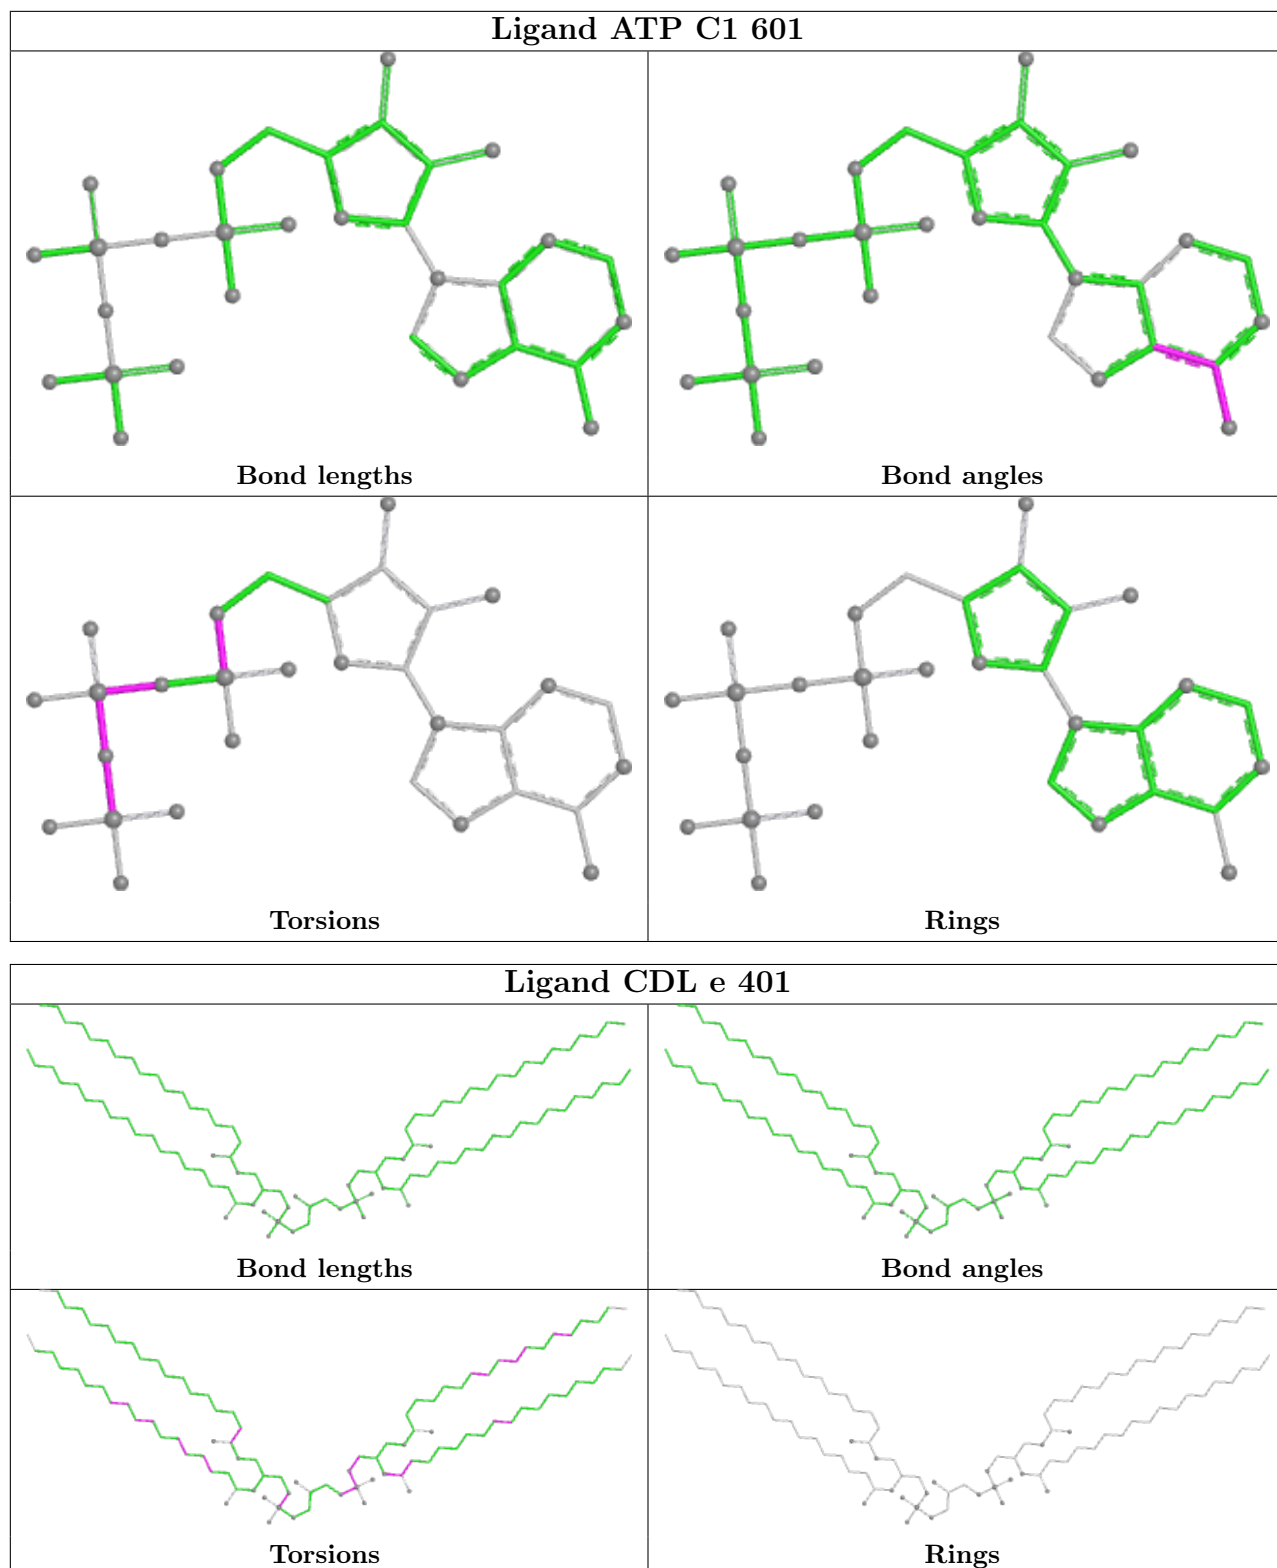 Ligand ATP C1 601
Bond lengths
Bond angles
Torsions
Rings
Ligand CDL e 401
Bond lengths
Bond angles
Torsions
Rings